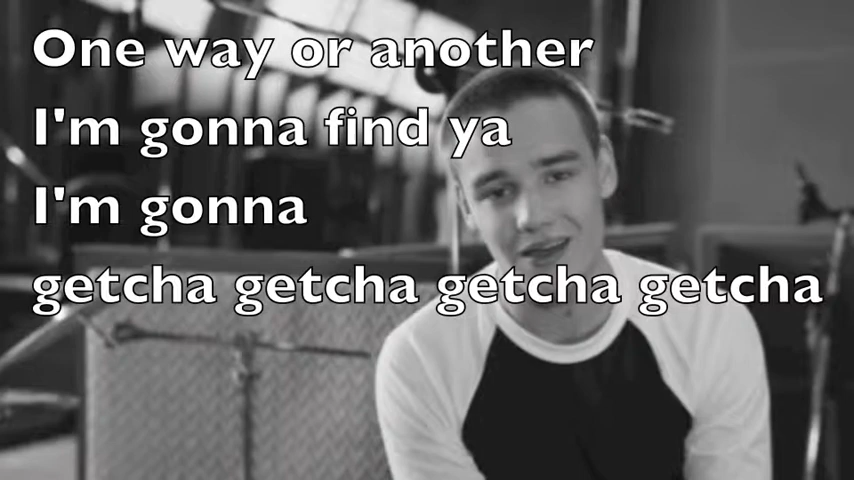 One way or another
I'm gonna find ya
I'm gonna
getcha getcha getcha getcha